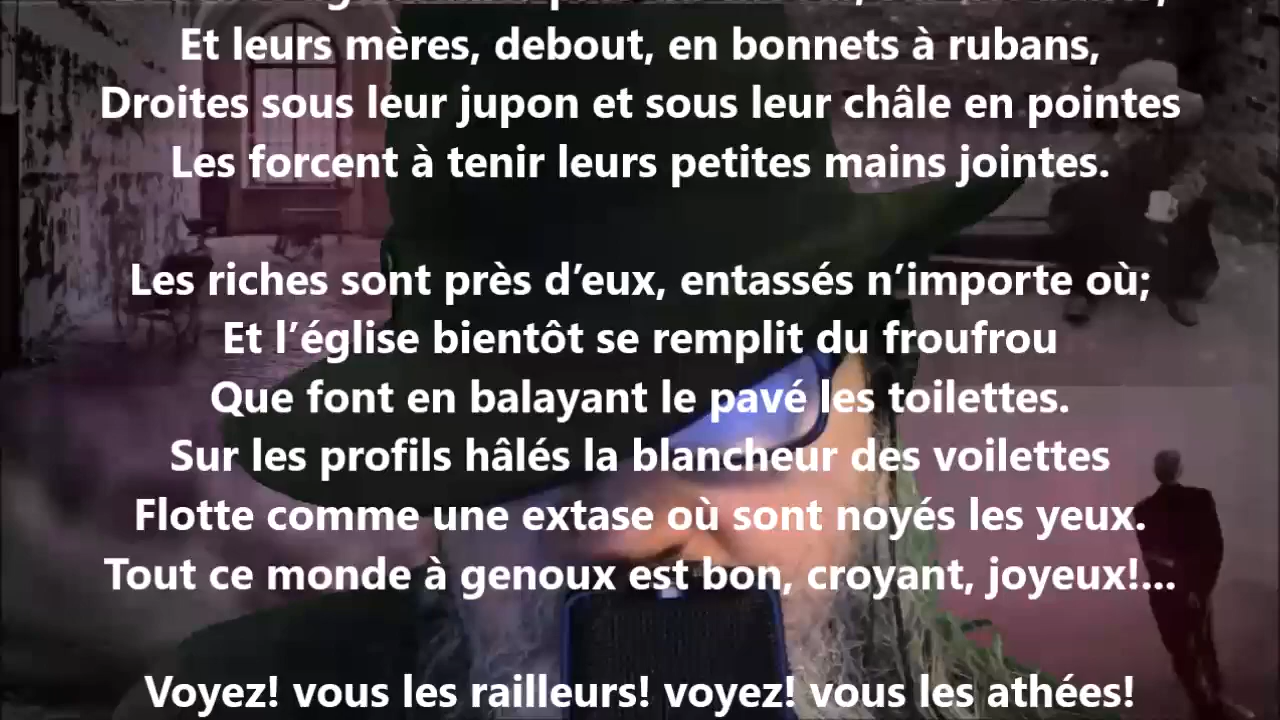 Et leurs mères, debout, en bonnets à rubans,
Droites sous leur jupon et sous leur châle en pointes
Les forcent à tenir leurs petites mains jointes.
Les riches sont près d’eux, entassés n’importe où;
Et l’église bientôt se remplit du froufrou
Que font en balayant le pavé les toilettes.
Sur les profils hâlés la blancheur des voilettes
Flotte comme une extase où sont noyés les yeux.
Tout ce monde à genoux est bon, croyant, joyeux!...
Voyez! vous les railleurs! voyez! vous les athées!